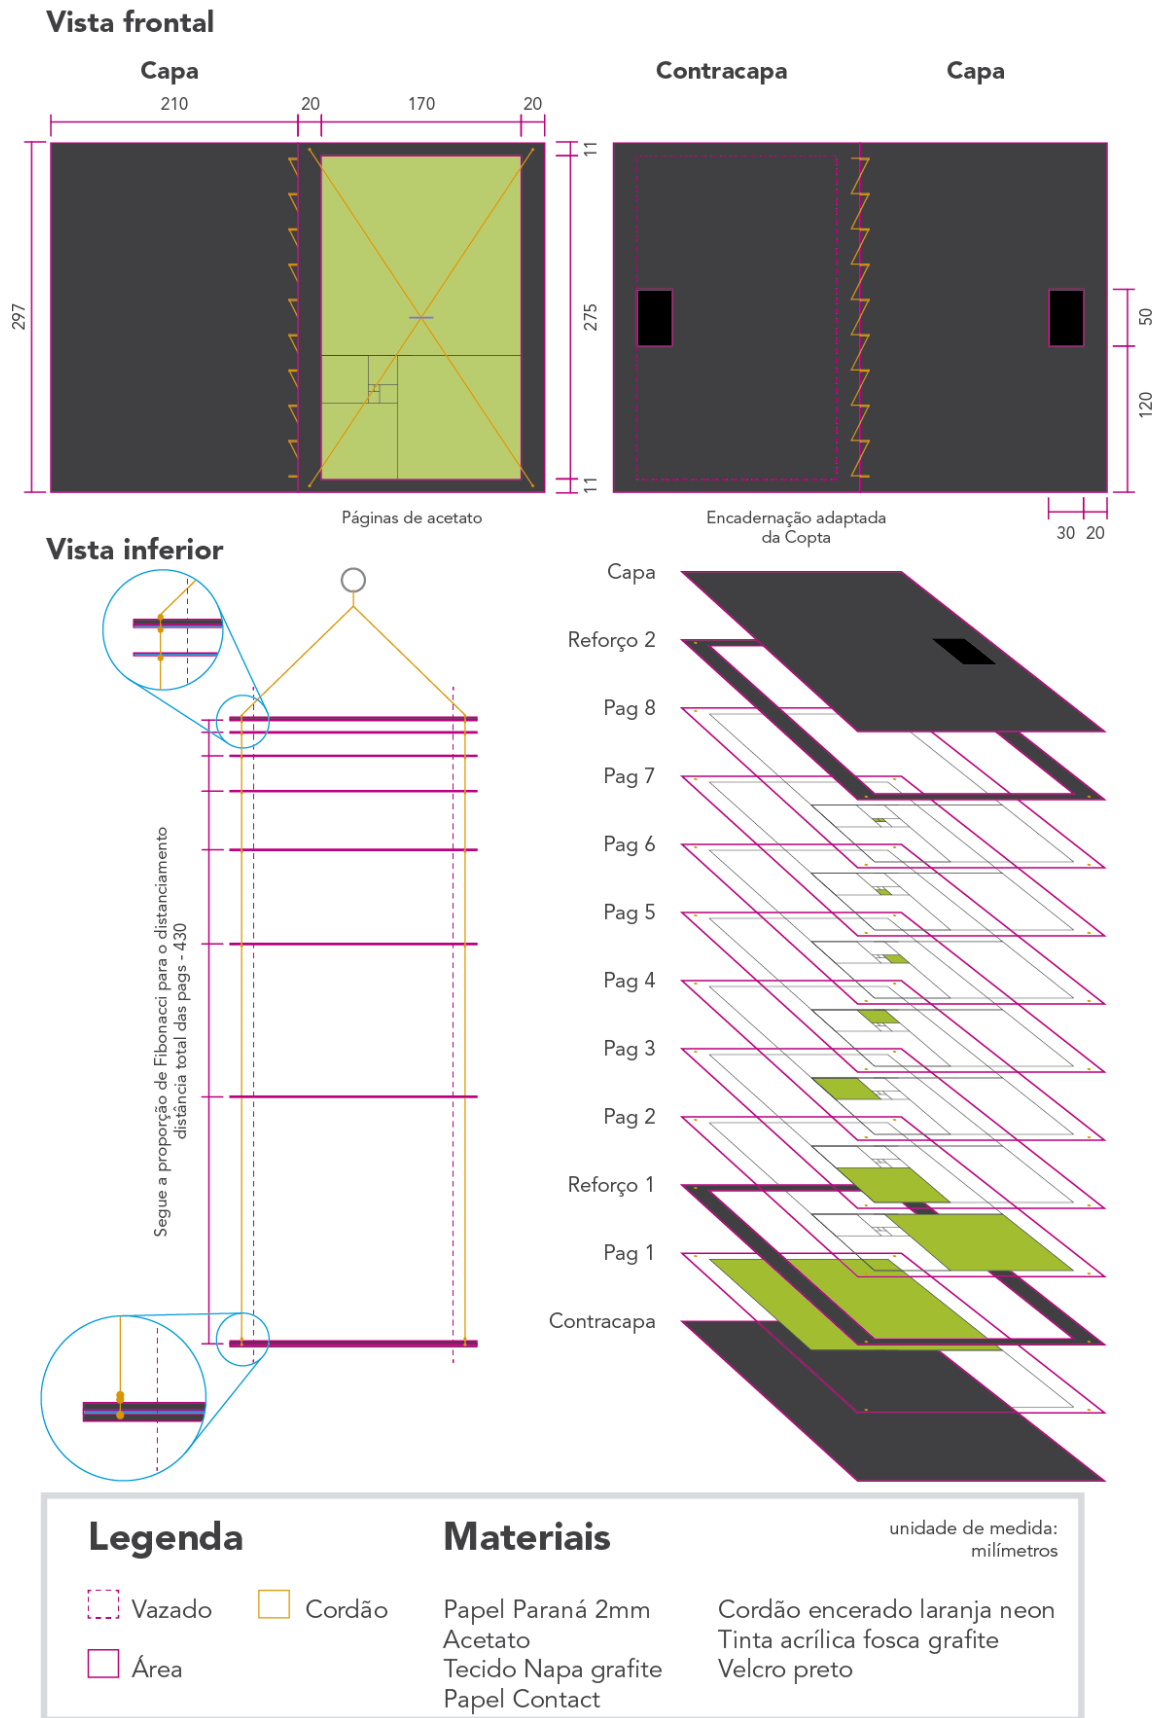 Vista frontal
Capa
Contracapa
Capa
210
20
170
20
297
11
275
11
50
120
30
20
Páginas de acetato
Encadernação adaptada
da Copta
Vista inferior
Segue a proporção de Fibonacci para o distanciamento
distância total das pags - 430
Capa
Reforço 2
Pag 8
Pag 7
Pag 6
Pag 5
Pag 4
Pag 3
Pag 2
Reforço 1
Pag 1
Contracapa
Legenda
Vazado
Cordão
Área
Materiais
unidade de medida:
milímetros
Papel Paraná 2mm
Acetato
Tecido Napa grafite
Papel Contact
Cordão encerado laranja neon
Tinta acrílica fosca grafite
Velcro preto